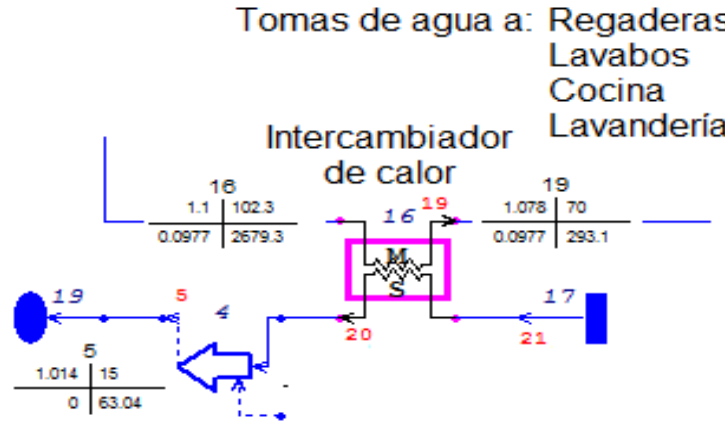 Tomas de agua a: Regaderas
Lavabos
Cocina
Lavandería
Intercambiador
de calor
16
1.1 102.3
0.0977 2679.3
16
19
19
1.078 70
0.0977 293.1
M
S
19
5
4
20
17
21
5
1.014 15
0 63.04